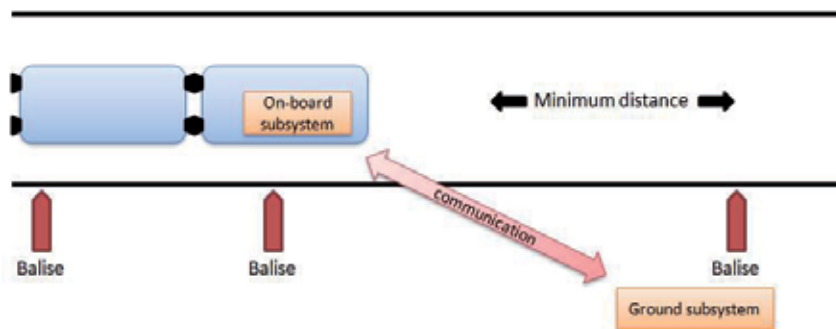 On-board
subsystem
Minimum distance
communication
Balise
Balise
Balise
Ground subsystem